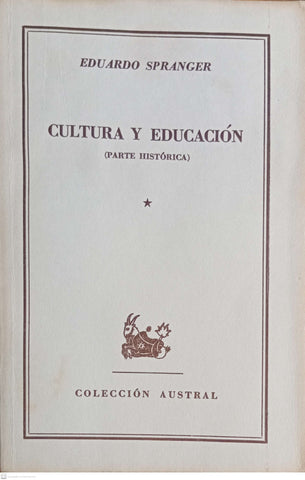 EDUARDO SPRANGER
CULTURA Y EDUCACIÓN
(PARTE HISTÓRICA)
COLECCIÓN AUSTRAL